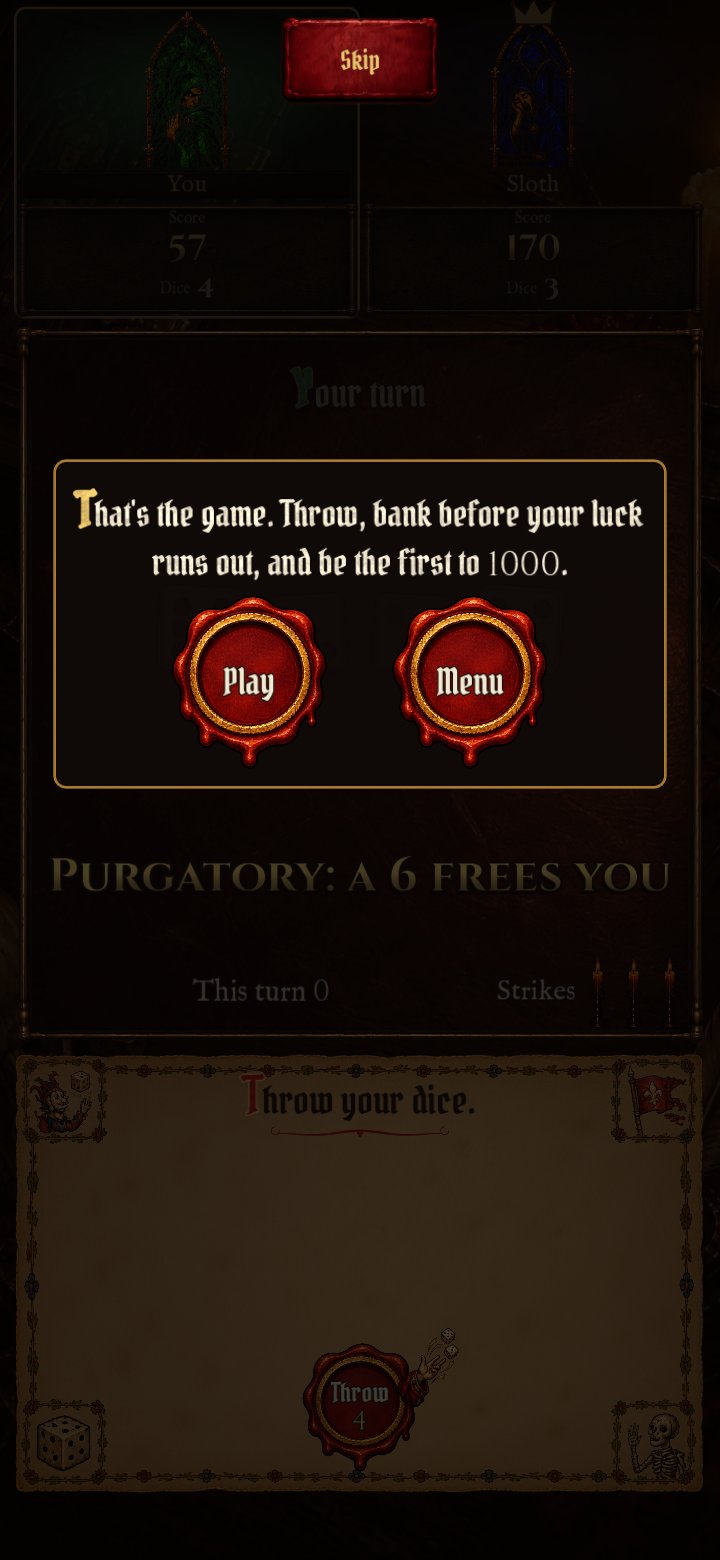 Skip
You
Sloth
Score
57
Dice 4
Score
170
Dice 3
Your turn
That's the game. Throw, bank before your luck
runs out, and be the first to 1000.
Play
Menu
Purgatory: a 6 frees you
This turn 0
Strikes
Throw your dice.
Throw
4